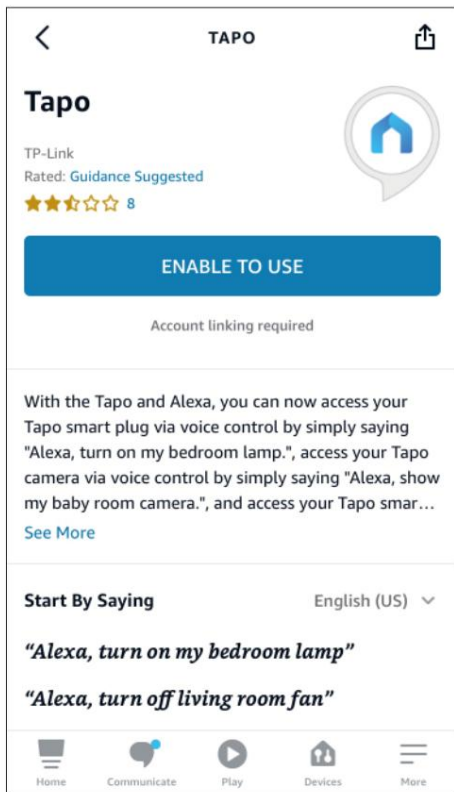 TAPO
Tapo
TP-Link
Rated: Guidance Suggested
8
ENABLE TO USE
Account linking required
With the Tapo and Alexa, you can now access your
Tapo smart plug via voice control by simply saying
"Alexa, turn on my bedroom lamp.", access your Tapo
camera via voice control by simply saying "Alexa, show
my baby room camera.", and access your Tapo smar...
See More
Start By Saying English (US)
“Alexa, turn on my bedroom lamp”
“Alexa, turn off living room fan”
Home Communicate Play Devices More